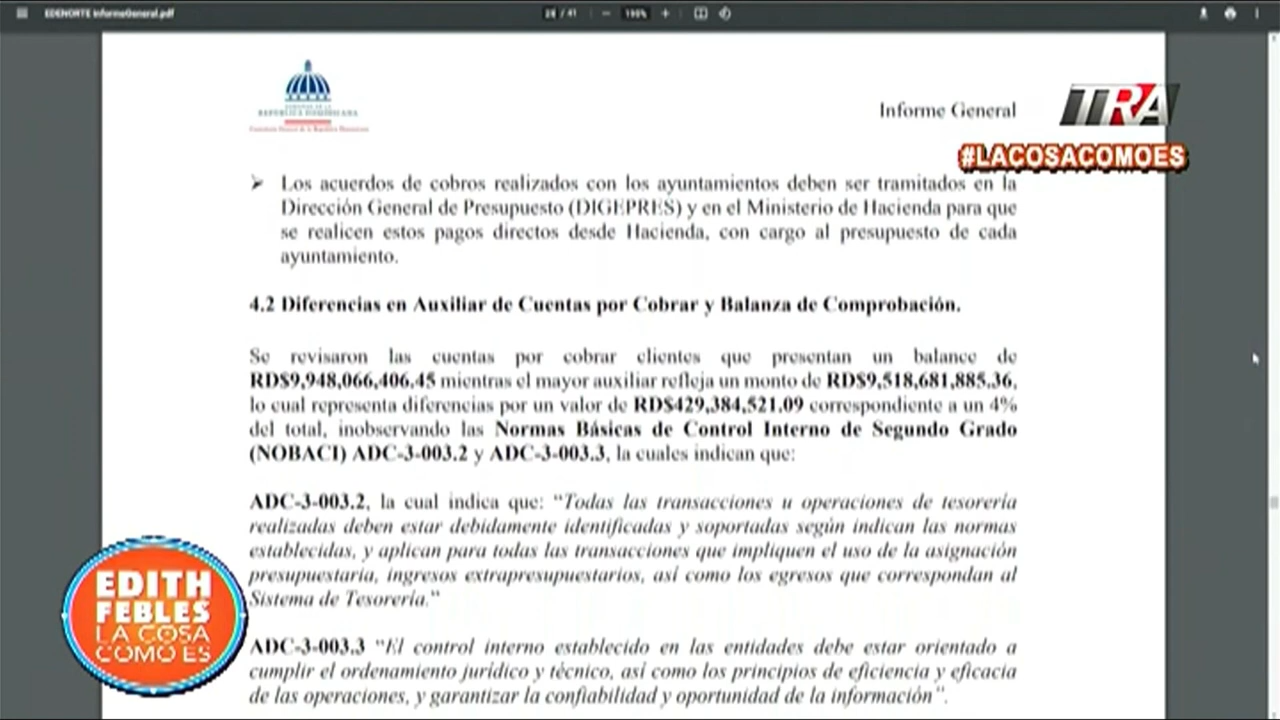 EDENORTE InformeGeneral.pdf
/ 41
Informe General
TRA
#LACOSACOMOES
REPÚBLICA DOMINICANA
➤ Los acuerdos de cobros realizados con los ayuntamientos deben ser tramitados en la
Dirección General de Presupuesto (DIGEPRES) y en el Ministerio de Hacienda para que
se realicen estos pagos directos desde Hacienda, con cargo al presupuesto de cada
ayuntamiento.
4.2 Diferencias en Auxiliar de Cuentas por Cobrar y Balanza de Comprobación.
Se revisaron las cuentas por cobrar clientes que presentan un balance de
RD$9,948,066,406.45 mientras el mayor auxiliar refleja un monto de RD$9,518,681,885.36,
lo cual representa diferencias por un valor de RD$429,384,521.09 correspondiente a un 4%
del total, inobservando las Normas Básicas de Control Interno de Segundo Grado
(NOBACI) ADC-3-003.2 y ADC-3-003.3, la cuales indican que:
ADC-3-003.2, la cual indica que: “Todas las transacciones u operaciones de tesorería
realizadas deben estar debidamente identificadas y soportadas según indican las normas
establecidas, y aplican para todas las transacciones que impliquen el uso de la asignación
presupuestaria, ingresos extrapresupuestarios, así como los egresos que correspondan al
Sistema de Tesorería.”
ADC-3-003.3 “El control interno establecido en las entidades debe estar orientado a
cumplir el ordenamiento jurídico y técnico, así como los principios de eficiencia y eficacia
de las operaciones, y garantizar la confiabilidad y oportunidad de la información”.
EDITH
FEBLES
LA COSA
COMO ES